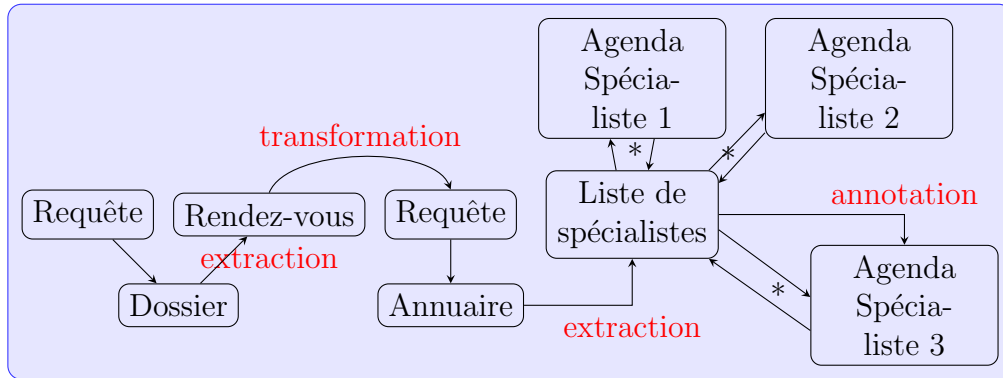 Requête
Dossier
extraction
Rendez-vous
transformation
Requête
Annuaire
extraction
Liste de
spécialistes
*
Agenda
Spécia-
liste 1
*
Agenda
Spécia-
liste 2
annotation
*
Agenda
Spécia-
liste 3